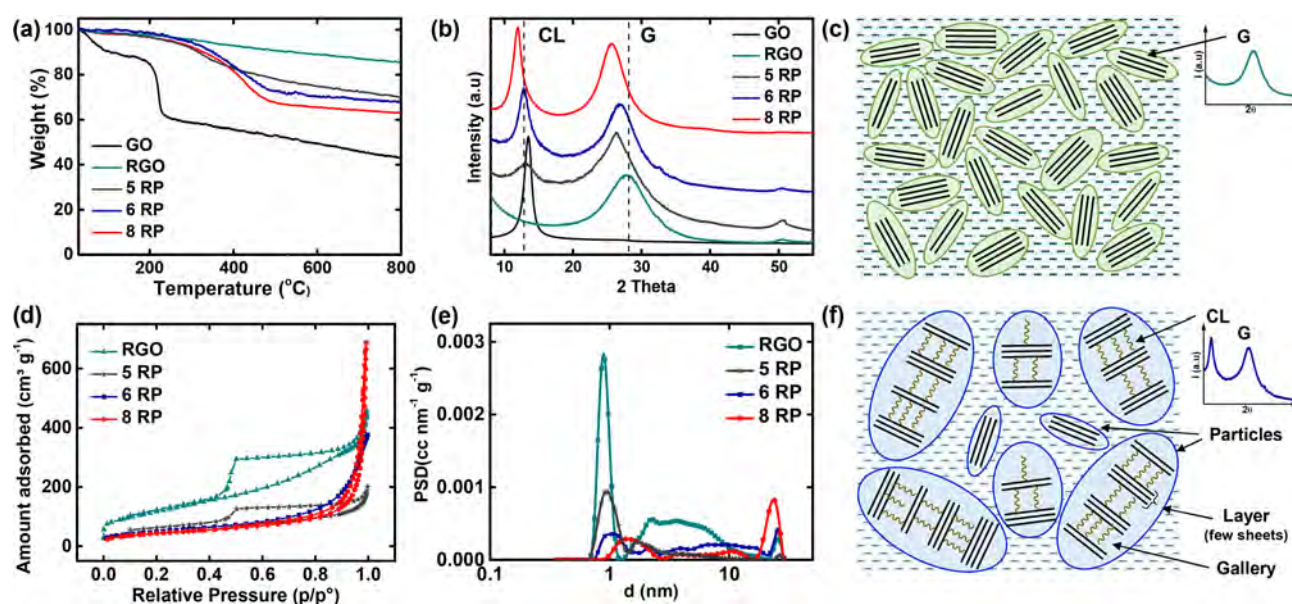 (a)
Weight (%)
100
80
60
40
20
0
GO
RGO
5 RP
6 RP
8 RP
200
400
600
800
Temperature (°C)
(b)
Intensity (a.u)
CL
G
GO
RGO
5 RP
6 RP
8 RP
10
20
30
40
50
2 Theta
(c)
G
I (a.u)
2θ
(d)
Amount adsorbed (cm³ g⁻¹)
600
400
200
0
RGO
5 RP
6 RP
8 RP
0.0
0.2
0.4
0.6
0.8
1.0
Relative Pressure (p/p°)
(e)
PSD(cc nm⁻¹ g⁻¹)
0.003
0.002
0.001
0.000
RGO
5 RP
6 RP
8 RP
0.1
1
10
d (nm)
(f)
CL
G
I (a.u)
2θ
Particles
Layer
(few sheets)
Gallery